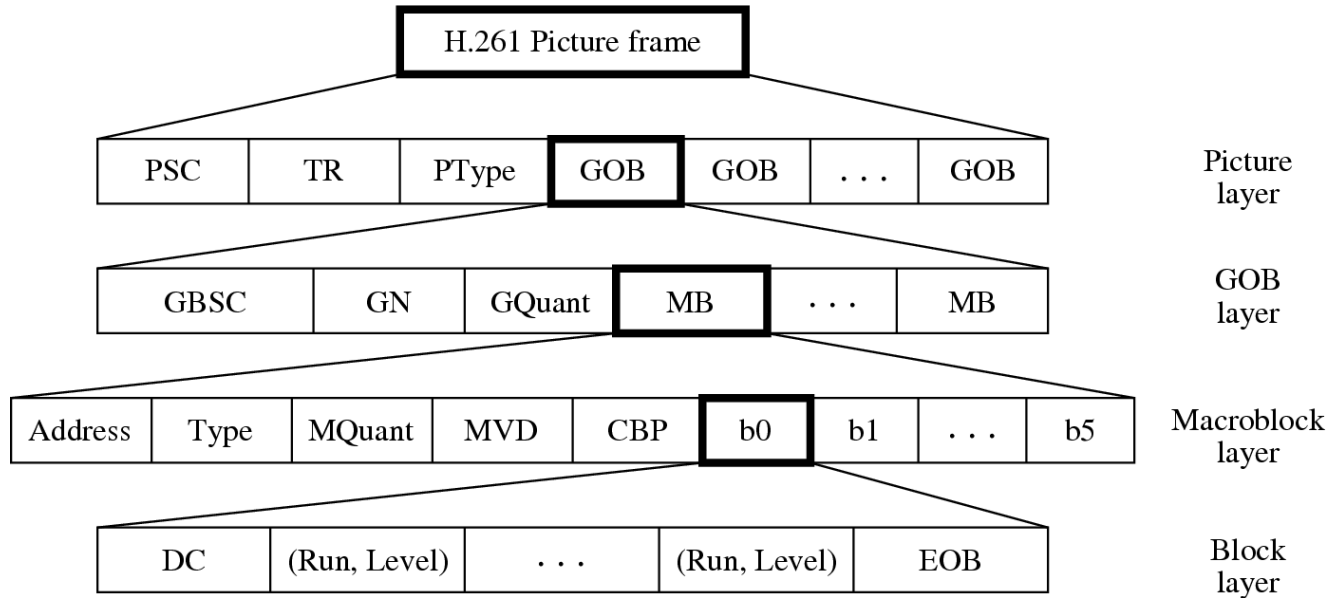 H.261 Picture frame
PSC TR PType GOB GOB . . . GOB
Picture
layer
GBSC GN GQuant MB . . . MB
GOB
layer
Address Type MQuant MVD CBP b0 b1 . . . b5
Macroblock
layer
DC (Run, Level) . . . (Run, Level) EOB
Block
layer